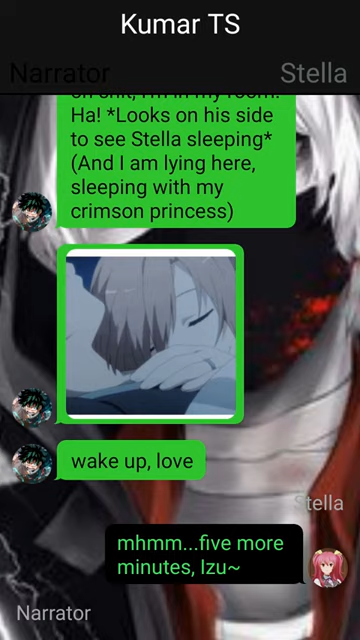 Kumar TS
Narrator
Stella
oh shit, I'm in my room!
Ha! *Looks on his side
to see Stella sleeping*
(And I am lying here,
sleeping with my
crimson princess)
wake up, love
Stella
mhmm...five more
minutes, Izu~
Narrator